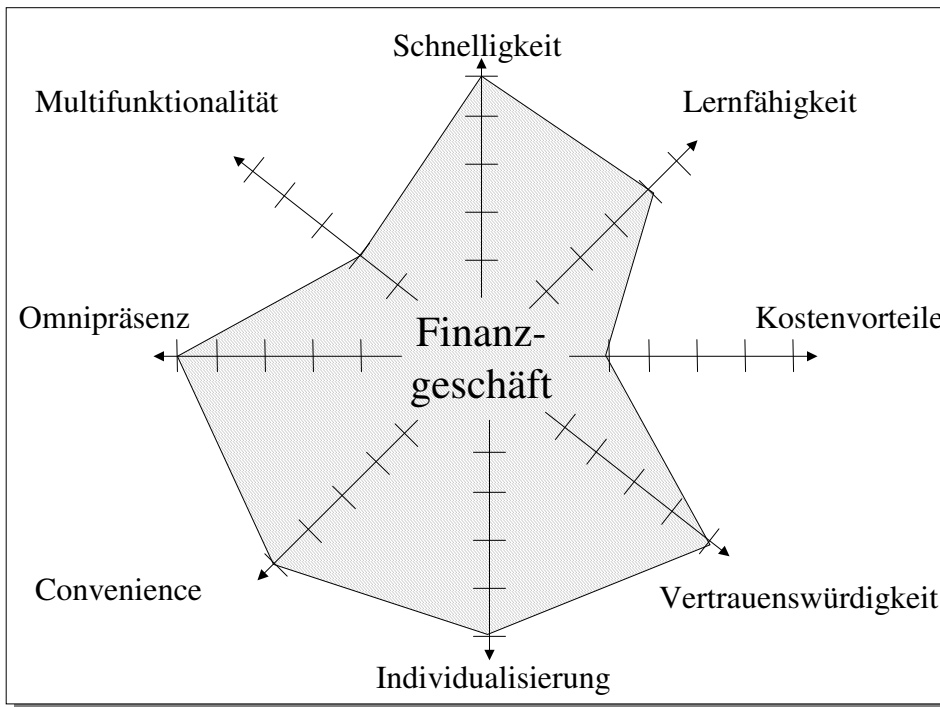 Schnelligkeit
Multifunktionalität
Lernfähigkeit
Omnipräsenz
Finanz-
geschäft
Kostenvorteile
Convenience
Vertrauenswürdigkeit
Individualisierung